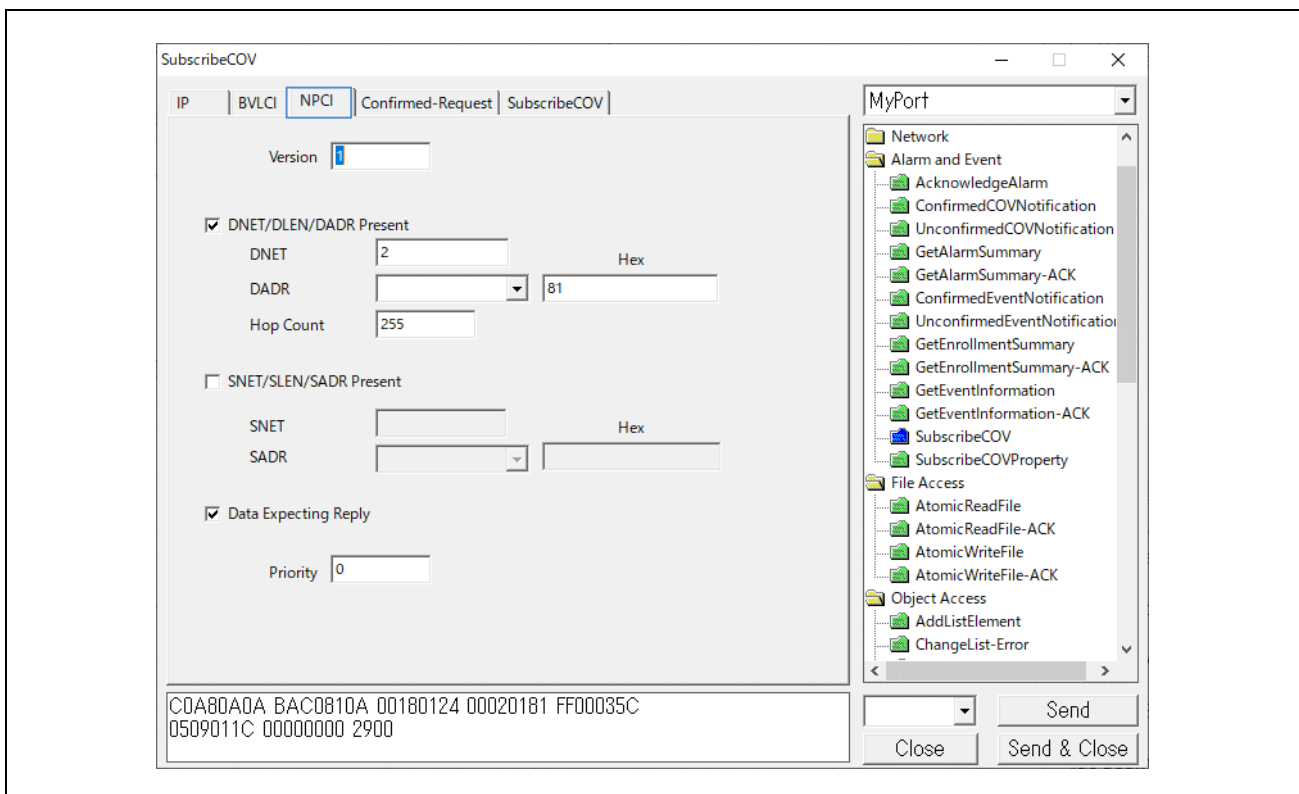 SubscribeCOV
IP BVLCI NPCI Confirmed-Request SubscribeCOV
Version 1
DNET/DLEN/DADR Present
DNET 2
Hex
DADR 81
Hop Count 255
SNET/SLEN/SADR Present
SNET
Hex
SADR
Data Expecting Reply
Priority 0
C0A80A0A BAC0810A 00180124 00020181 FF00035C
0509011C 00000000 2900
MyPort
Network
Alarm and Event
AcknowledgeAlarm
ConfirmedCOVNotification
UnconfirmedCOVNotification
GetAlarmSummary
GetAlarmSummary-ACK
ConfirmedEventNotification
UnconfirmedEventNotification
GetEnrollmentSummary
GetEnrollmentSummary-ACK
GetEventInformation
GetEventInformation-ACK
SubscribeCOV
SubscribeCOVProperty
File Access
AtomicReadFile
AtomicReadFile-ACK
AtomicWriteFile
AtomicWriteFile-ACK
Object Access
AddListElement
ChangeList-Error
Send
Close Send & Close